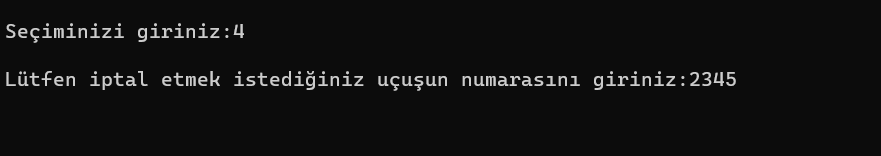 Seçiminizi giriniz:4
Lütfen iptal etmek istediğiniz uçuşun numarasını giriniz:2345